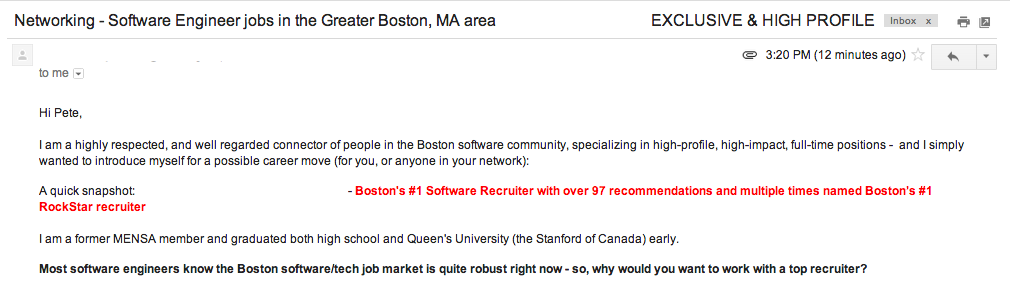 Networking - Software Engineer jobs in the Greater Boston, MA area EXCLUSIVE & HIGH PROFILE Inbox x
3:20 PM (12 minutes ago)
to me
Hi Pete,
I am a highly respected, and well regarded connector of people in the Boston software community, specializing in high-profile, high-impact, full-time positions - and I simply
wanted to introduce myself for a possible career move (for you, or anyone in your network):
A quick snapshot: - Boston's #1 Software Recruiter with over 97 recommendations and multiple times named Boston's #1
RockStar recruiter
I am a former MENSA member and graduated both high school and Queen's University (the Stanford of Canada) early.
Most software engineers know the Boston software/tech job market is quite robust right now - so, why would you want to work with a top recruiter?